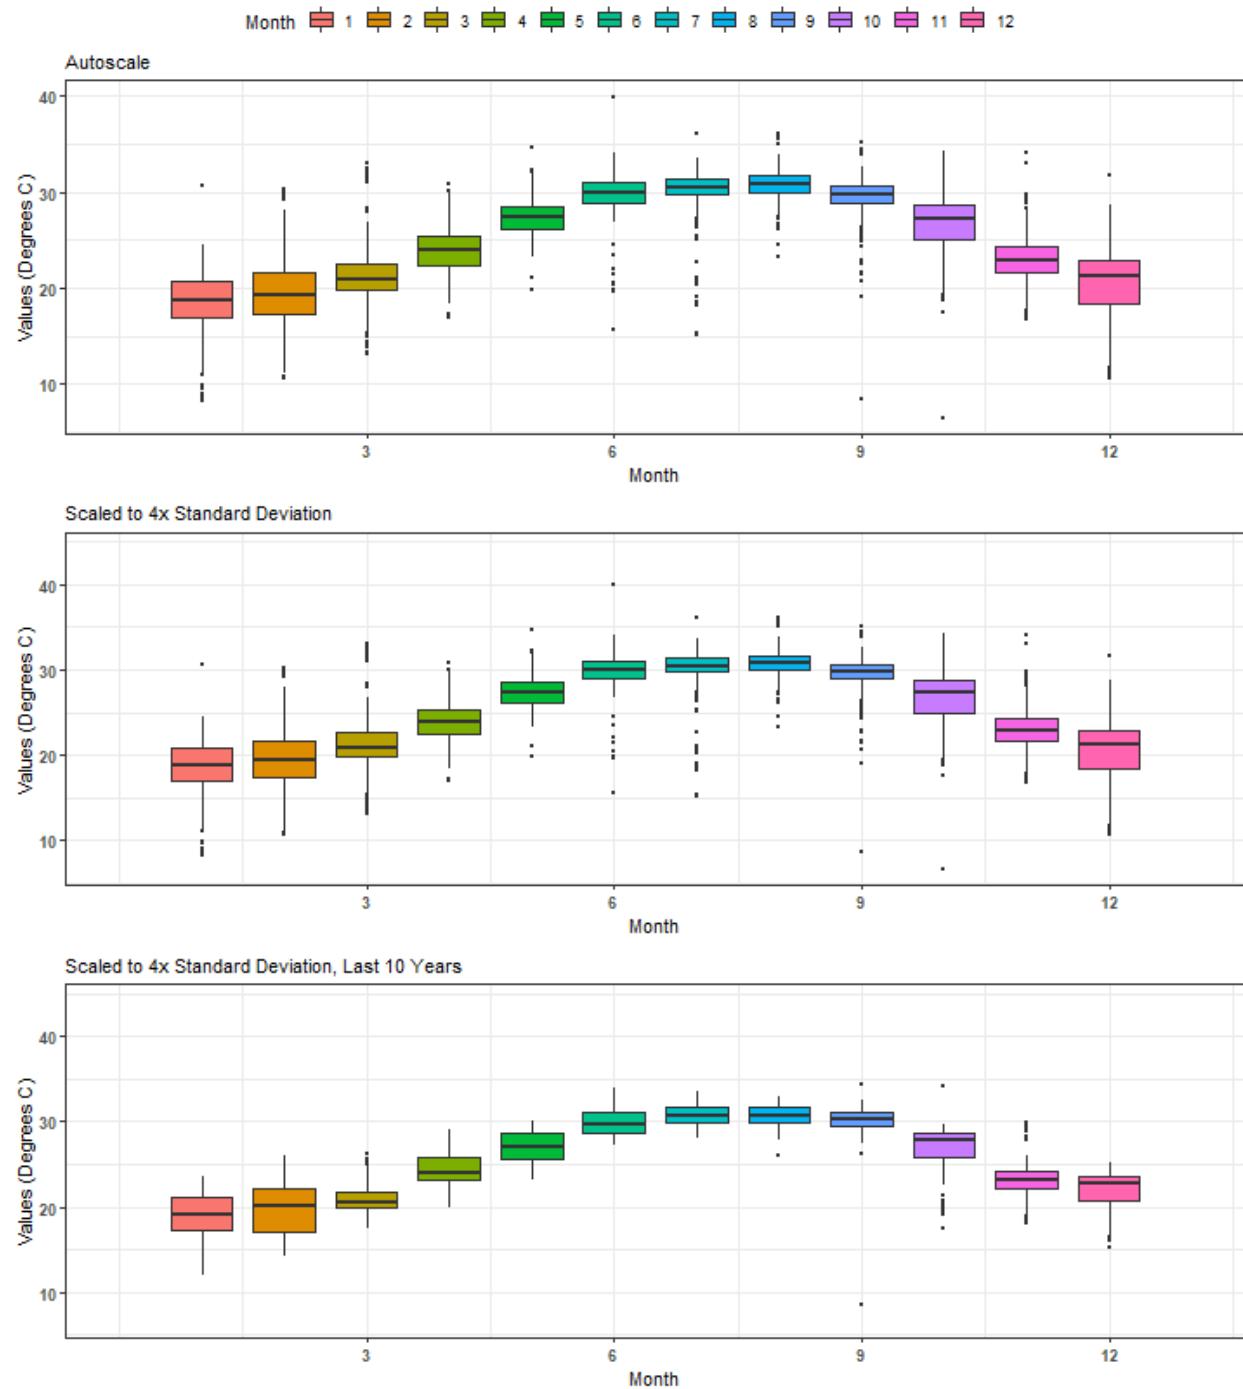 Month 1 2 3 4 5 6 7 8 9 10 11 12
Autoscale
Values (Degrees C)
40
30
20
10
3 6 9 12
Month
Scaled to 4x Standard Deviation
Values (Degrees C)
40
30
20
10
3 6 9 12
Month
Scaled to 4x Standard Deviation, Last 10 Years
Values (Degrees C)
40
30
20
10
3 6 9 12
Month